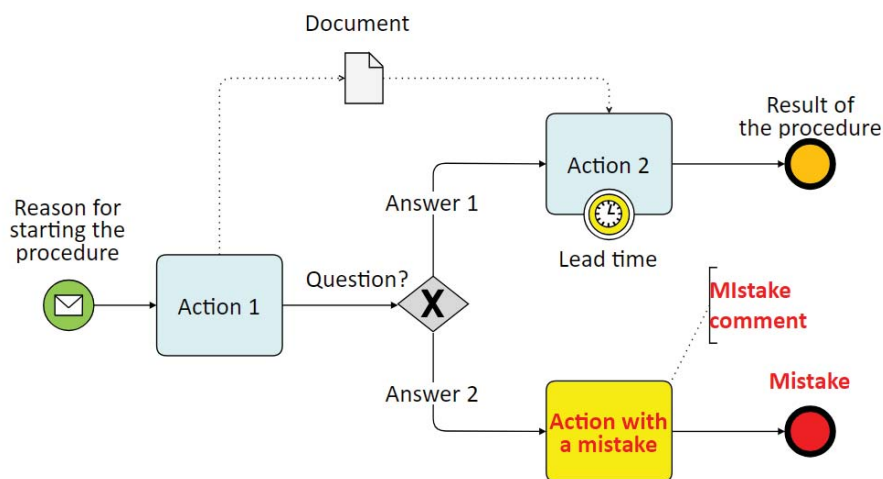 Document
Result of
the procedure
Action 2
Answer 1
Reason for
starting the
procedure
Lead time
Question?
Action 1
X
MIstake
comment
Answer 2
Mistake
Action with
a mistake